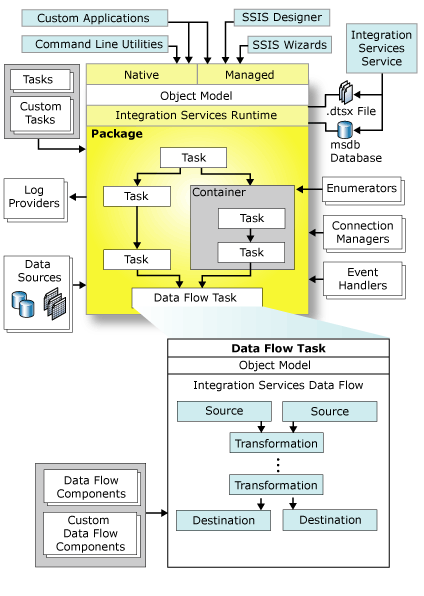 Custom Applications
SSIS Designer
Command Line Utilities
SSIS Wizards
Integration
Services
Service
Native
Managed
Object Model
Integration Services Runtime
.dtsx File
msdb
Database
Tasks
Custom
Tasks
Package
Task
Container
Task
Task
Task
Task
Data Flow Task
Log
Providers
Data
Sources
Enumerators
Connection
Managers
Event
Handlers
Data Flow Task
Object Model
Integration Services Data Flow
Source
Source
Transformation
Transformation
Destination
Destination
Data Flow
Components
Custom
Data Flow
Components